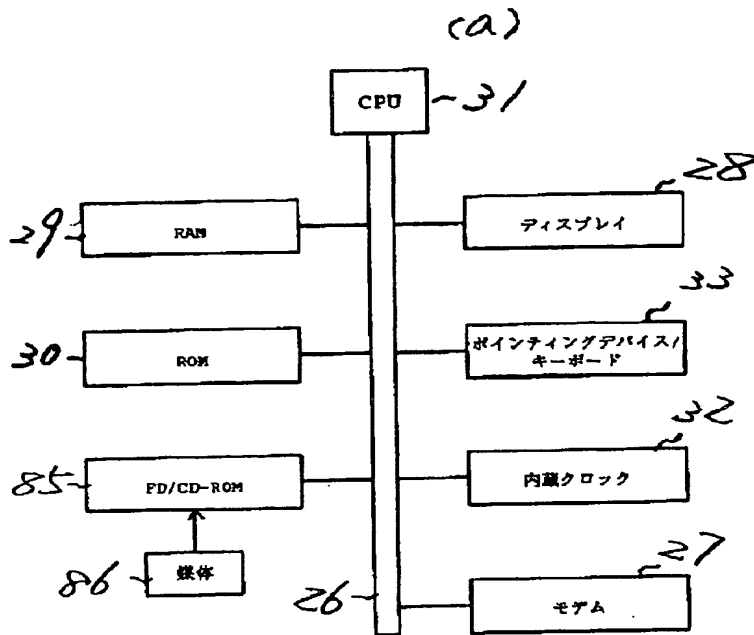 (a)
CPU
31
28
29
RAM
ディスプレイ
33
30
ROM
ポインティングデバイス/
キーボード
32
85
FD/CD-ROM
内蔵クロック
86
媒体
26
27
モデム